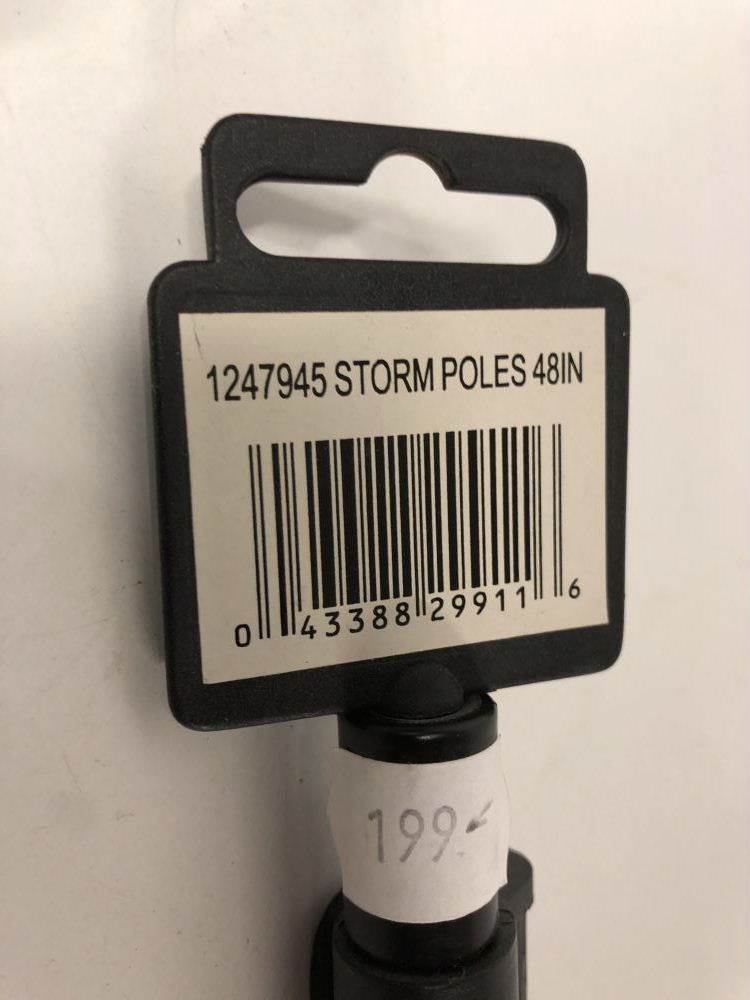 1247945 STORM POLES 48IN
0 43388 29911 6
199.-